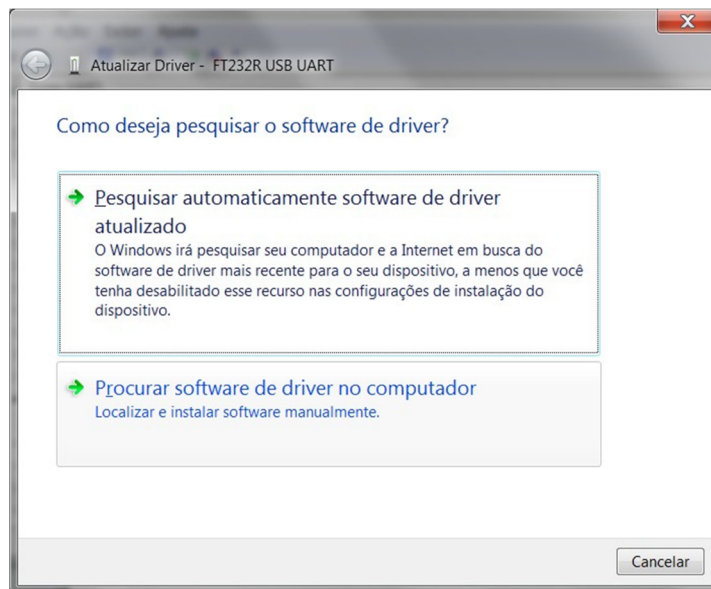 Atualizar Driver - FT232R USB UART
Como deseja pesquisar o software de driver?
Pesquisar automaticamente software de driver
atualizado
O Windows irá pesquisar seu computador e a Internet em busca do
software de driver mais recente para o seu dispositivo, a menos que você
tenha desabilitado esse recurso nas configurações de instalação do
dispositivo.
Procurar software de driver no computador
Localizar e instalar software manualmente.
Cancelar